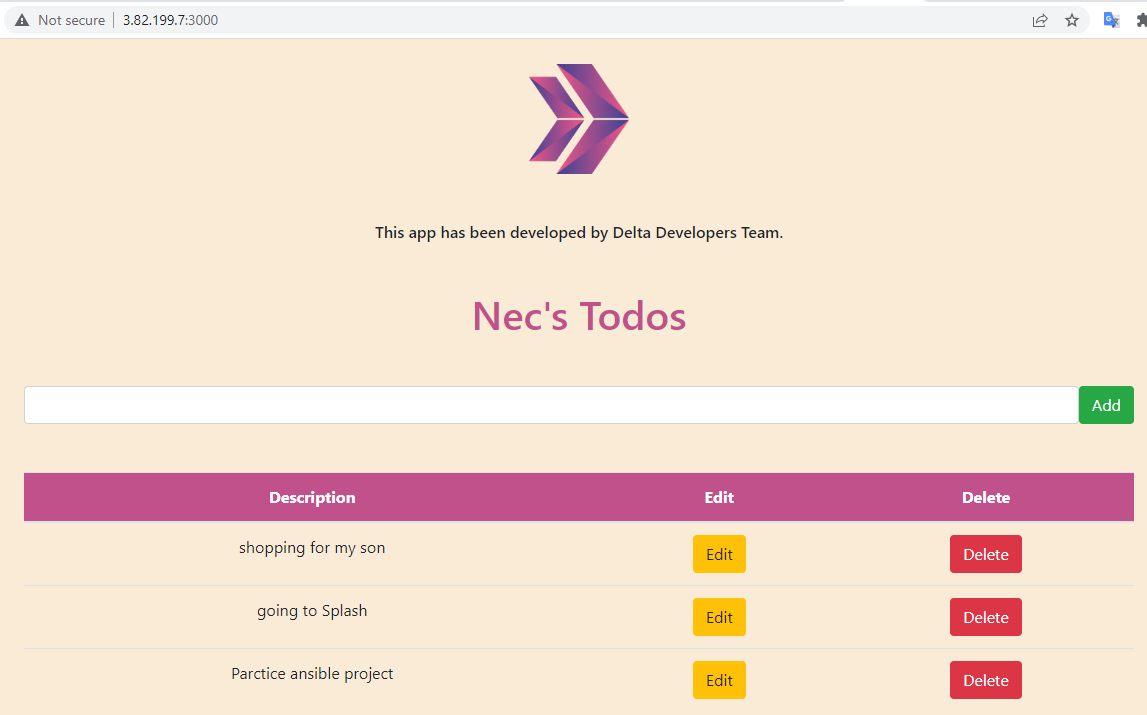 Not secure | 3.82.199.7:3000
This app has been developed by Delta Developers Team.
Nec's Todos
Add
Description Edit Delete
shopping for my son Edit Delete
going to Splash Edit Delete
Parctice ansible project Edit Delete